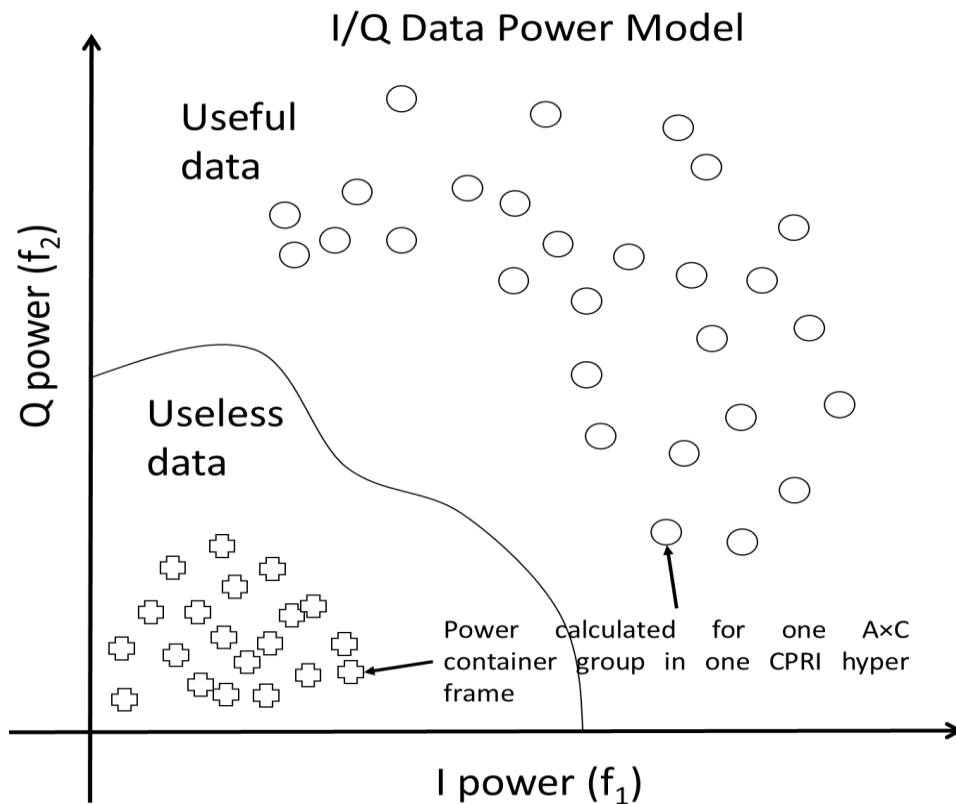 I/Q Data Power Model
Useful
data
Q power (f₂)
Useless
data
Power calculated for one A×C
container group in one CPRI hyper
frame
I power (f₁)